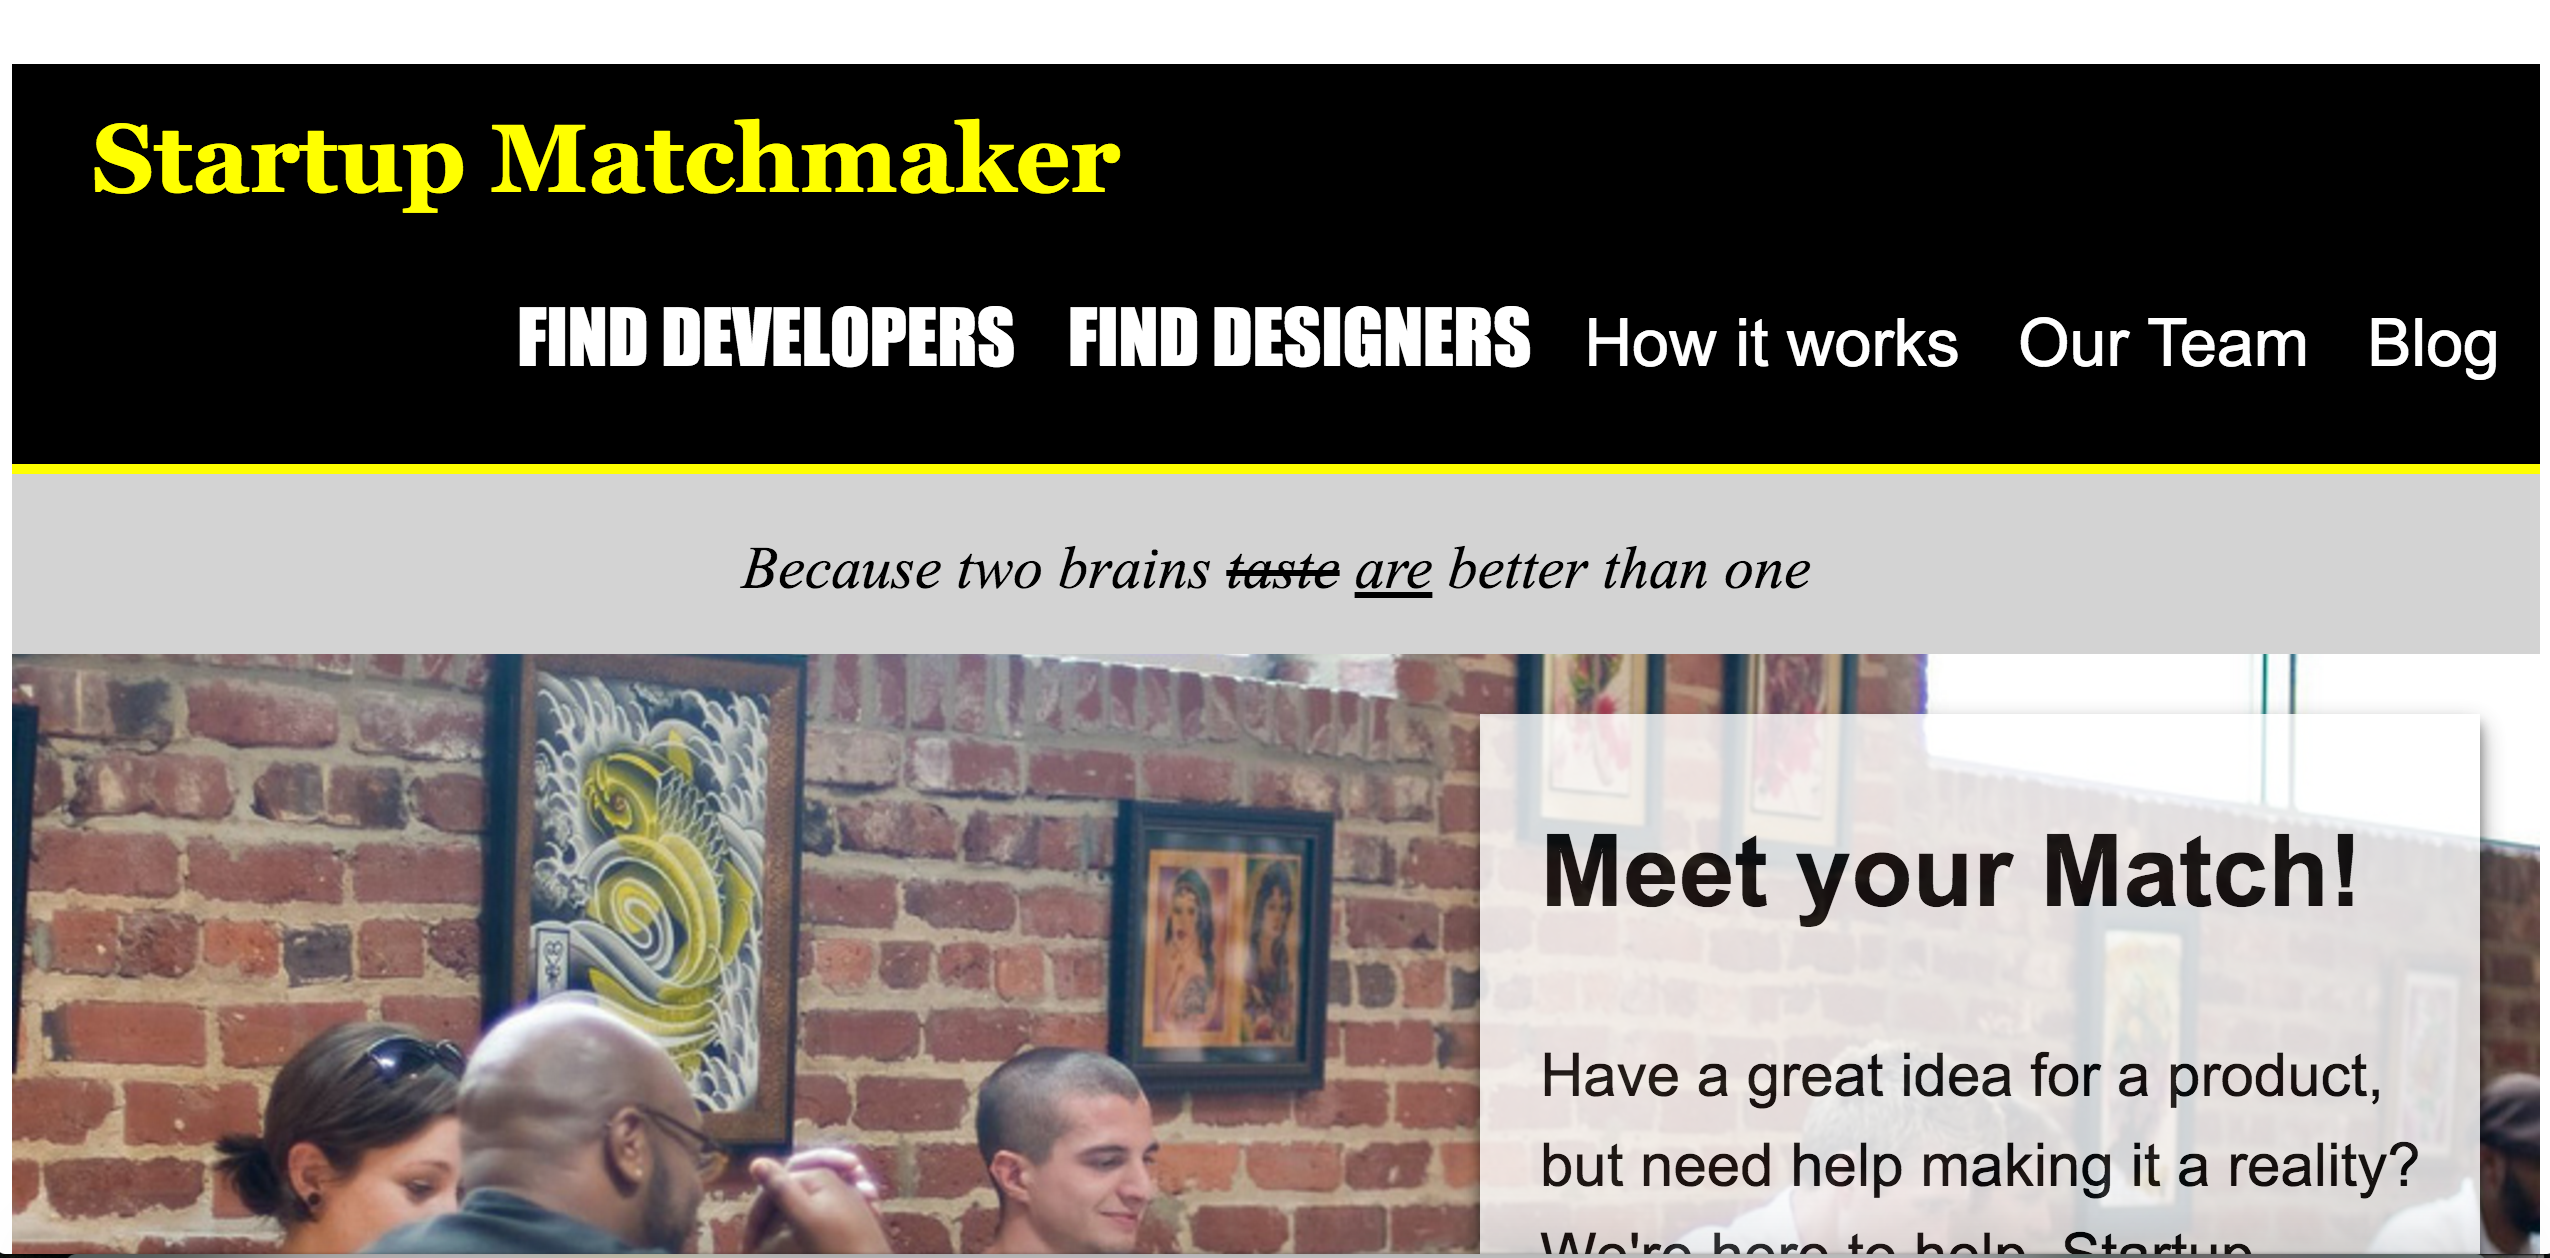 Startup Matchmaker
FIND DEVELOPERS FIND DESIGNERS How it works Our Team Blog
Because two brains taste are better than one
Meet your Match!
Have a great idea for a product,
but need help making it a reality?
We're here to help. Startup